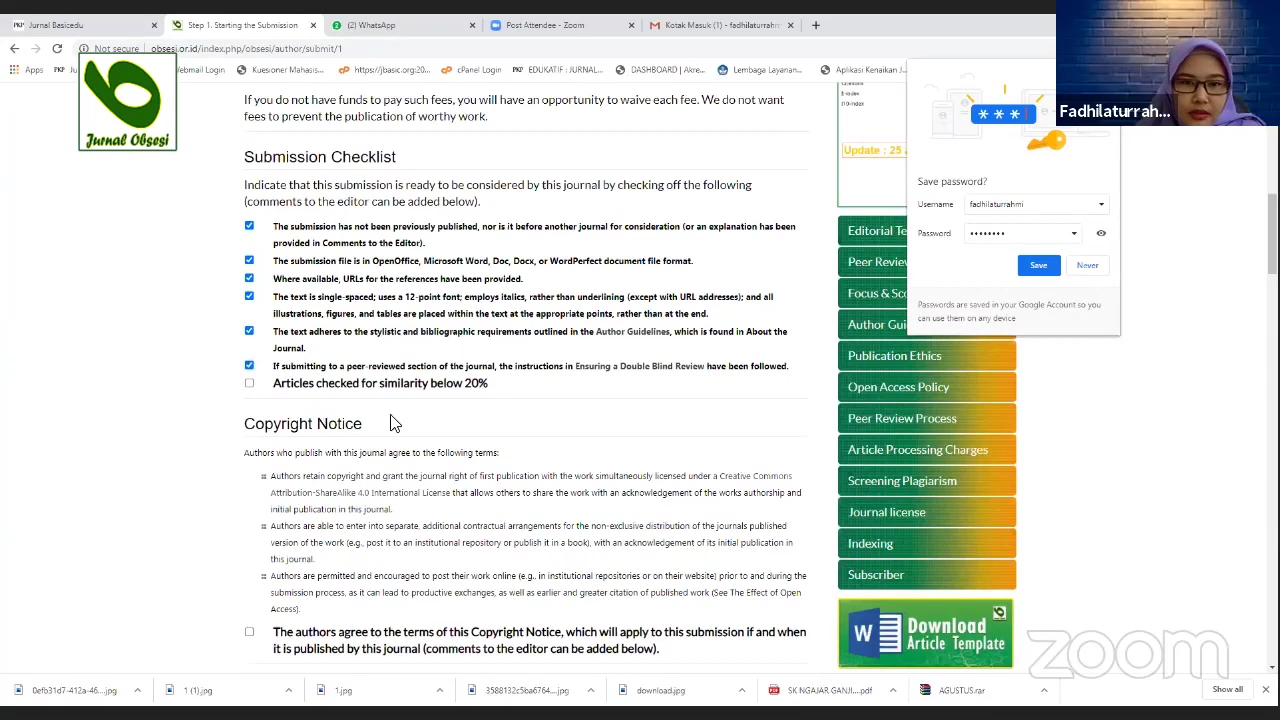 Jurnal Basicedu
Step 1. Starting the Submission
(2) WhatsApp
Post Attendee - Zoom
Kotak Masuk (1) - fadhilaturrahm
Not secure
obsesi.or.id/index.php/obsesi/author/submit/1
Apps
ebmail Login
Kuesioner Mahasis...
https://jbasic.org:20...
cPanel Login
DASHBOARD | Akre...
Lembaga Layanan...
Aplikasi Kenaikan J
Fadhilaturrah...
Jurnal Obsesi
If you do not have funds to pay such fees, you will have an opportunity to waive each fee. We do not want
fees to prevent the publication of worthy work.
Submission Checklist
Indicate that this submission is ready to be considered by this journal by checking off the following
(comments to the editor can be added below).
The submission has not been previously published, nor is it before another journal for consideration (or an explanation has been
provided in Comments to the Editor).
The submission file is in OpenOffice, Microsoft Word, Doc, Docx, or WordPerfect document file format.
Where available, URLs for the references have been provided.
The text is single-spaced; uses a 12-point font; employs italics, rather than underlining (except with URL addresses); and all
illustrations, figures, and tables are placed within the text at the appropriate points, rather than at the end.
The text adheres to the stylistic and bibliographic requirements outlined in the Author Guidelines, which is found in About the
Journal.
If submitting to a peer-reviewed section of the journal, the instructions in Ensuring a Double Blind Review have been followed.
Articles checked for similarity below 20%
Copyright Notice
Authors who publish with this journal agree to the following terms:
Authors retain copyright and grant the journal right of first publication with the work simultaneously licensed under a Creative Commons
Attribution-ShareAlike 4.0 International License that allows others to share the work with an acknowledgement of the works authorship and
initial publication in this journal.
Authors are able to enter into separate, additional contractual arrangements for the non-exclusive distribution of the journals published
version of the work (e.g., post it to an institutional repository or publish it in a book), with an acknowledgement of its initial publication in
this journal.
Authors are permitted and encouraged to post their work online (e.g., in institutional repositories or on their website) prior to and during the
submission process, as it can lead to productive exchanges, as well as earlier and greater citation of published work (See The Effect of Open
Access).
The authors agree to the terms of this Copyright Notice, which will apply to this submission if and when
it is published by this journal (comments to the editor can be added below).
Update : 25
Editorial Te
Peer Review
Focus & Sco
Author Gui
Publication Ethics
Open Access Policy
Peer Review Process
Article Processing Charges
Screening Plagiarism
Journal license
Indexing
Subscriber
Download
Article Template
Save password?
Username
fadhilaturrahmi
Password
Save
Never
Passwords are saved in your Google Account so you
can use them on any device
zoom
0efb31d7-412a-46....jpg
1 (1).jpg
1.jpg
3588132c5ba6764....jpg
download.jpg
SK NGAJAR GANJI....pdf
AGUSTUS.rar
Show all